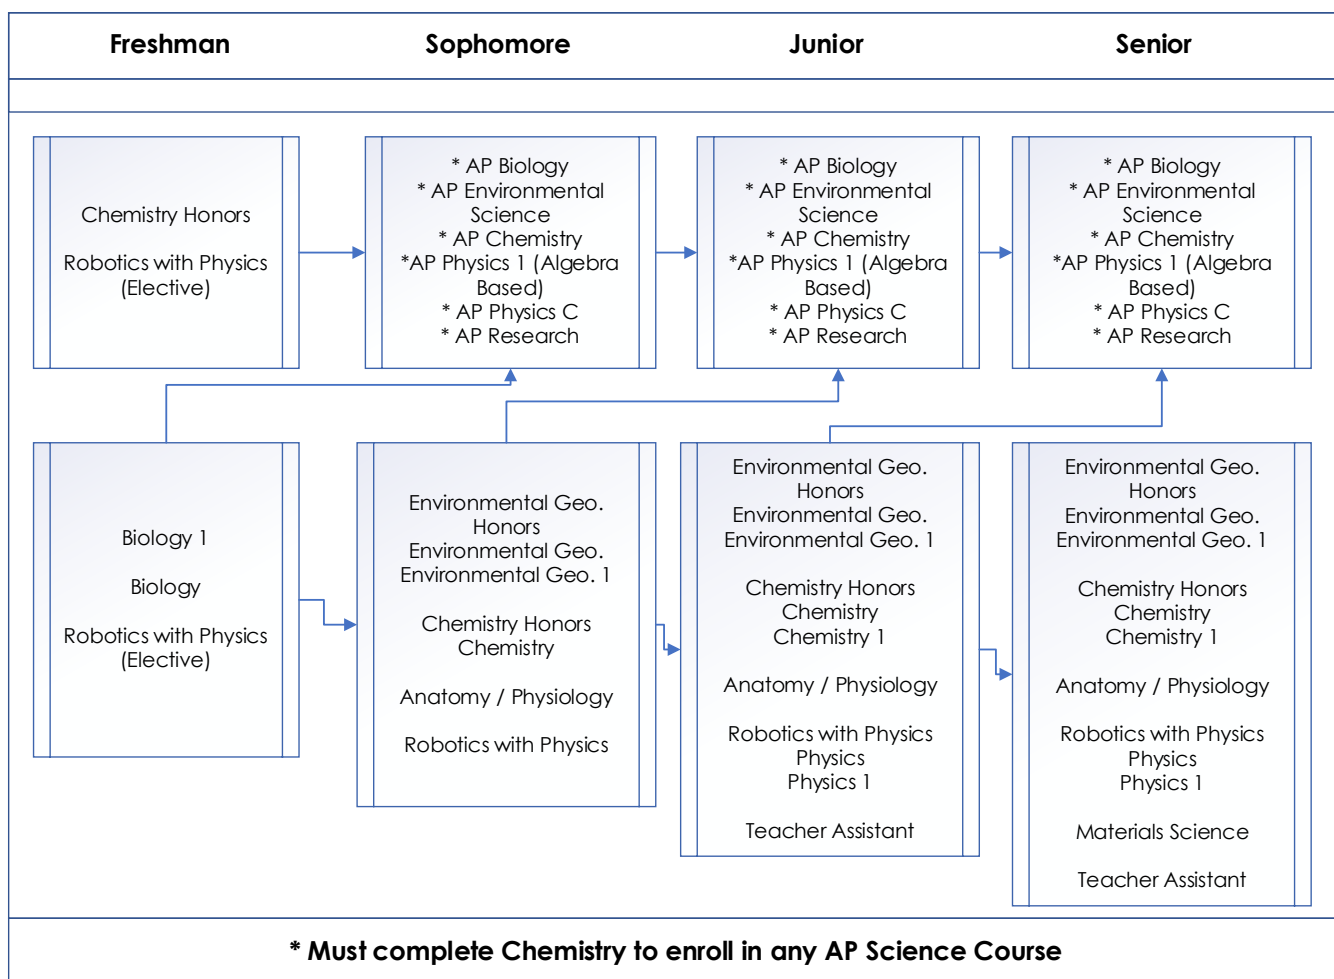 Freshman
Sophomore
Junior
Senior
Chemistry Honors
Robotics with Physics
(Elective)
* AP Biology
* AP Environmental
Science
* AP Chemistry
*AP Physics 1 (Algebra
Based)
* AP Physics C
* AP Research
* AP Biology
* AP Environmental
Science
* AP Chemistry
*AP Physics 1 (Algebra
Based)
* AP Physics C
* AP Research
* AP Biology
* AP Environmental
Science
* AP Chemistry
*AP Physics 1 (Algebra
Based)
* AP Physics C
* AP Research
Biology 1
Biology
Robotics with Physics
(Elective)
Environmental Geo.
Honors
Environmental Geo.
Environmental Geo. 1
Chemistry Honors
Chemistry
Anatomy / Physiology
Robotics with Physics
Environmental Geo.
Honors
Environmental Geo.
Environmental Geo. 1
Chemistry Honors
Chemistry
Chemistry 1
Anatomy / Physiology
Robotics with Physics
Physics
Physics 1
Teacher Assistant
Environmental Geo.
Honors
Environmental Geo.
Environmental Geo. 1
Chemistry Honors
Chemistry
Chemistry 1
Anatomy / Physiology
Robotics with Physics
Physics
Physics 1
Materials Science
Teacher Assistant
* Must complete Chemistry to enroll in any AP Science Course